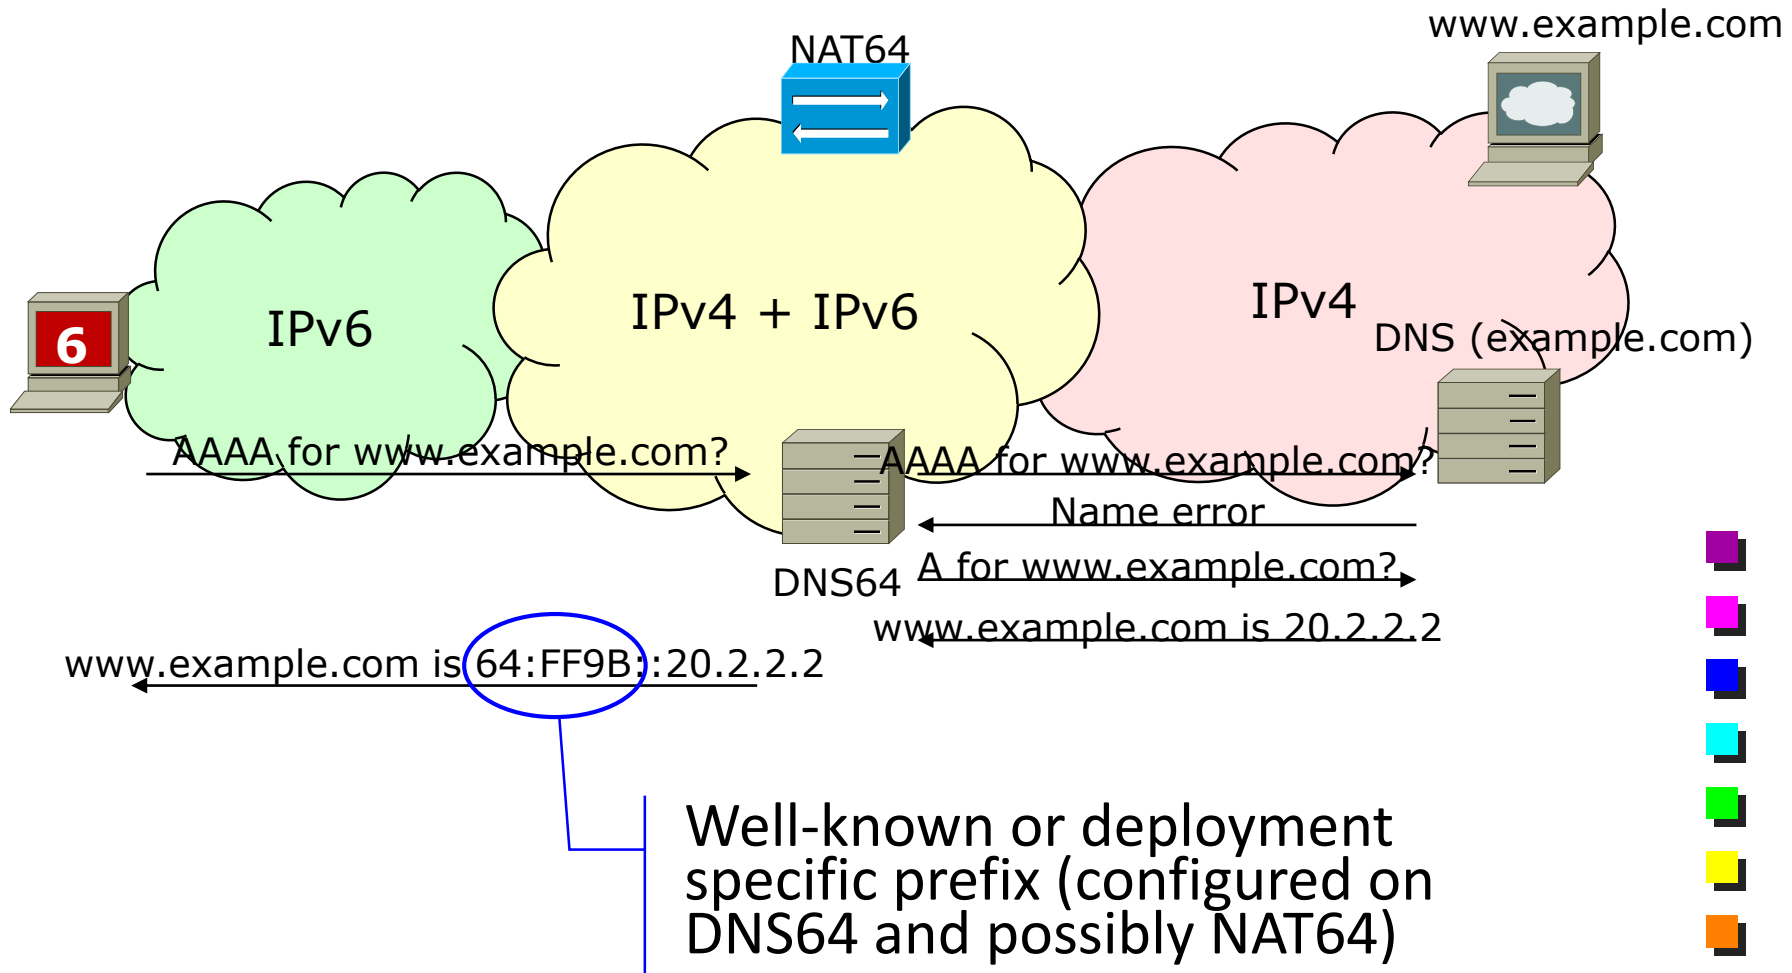 www.example.com
NAT64
IPv6
IPv4 + IPv6
IPv4
6
DNS (example.com)
AAAA for www.example.com?
AAAA for www.example.com?
Name error
A for www.example.com?
DNS64
www.example.com is 20.2.2.2
www.example.com is 64:FF9B::20.2.2.2
Well-known or deployment
specific prefix (configured on
DNS64 and possibly NAT64)